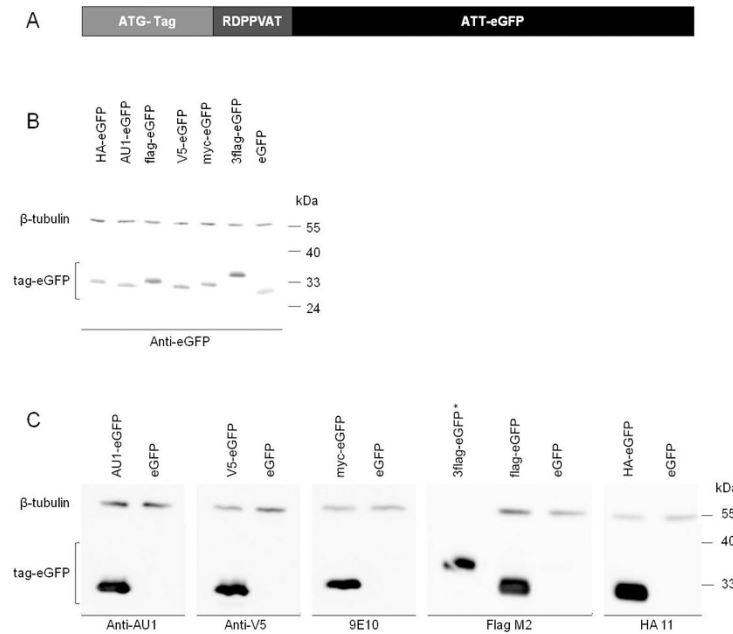 A
ATG- Tag RDPPVAT ATT-eGFP
B
HA-eGFP AU1-eGFP flag-eGFP V5-eGFP myc-eGFP 3flag-eGFP eGFP
kDa
β-tubulin
55
40
tag-eGFP
33
24
Anti-eGFP
C
AU1-eGFP eGFP V5-eGFP eGFP myc-eGFP eGFP 3flag-eGFP* flag-eGFP eGFP HA-eGFP eGFP
kDa
β-tubulin
55
40
tag-eGFP
33
Anti-AU1 Anti-V5 9E10 Flag M2 HA 11